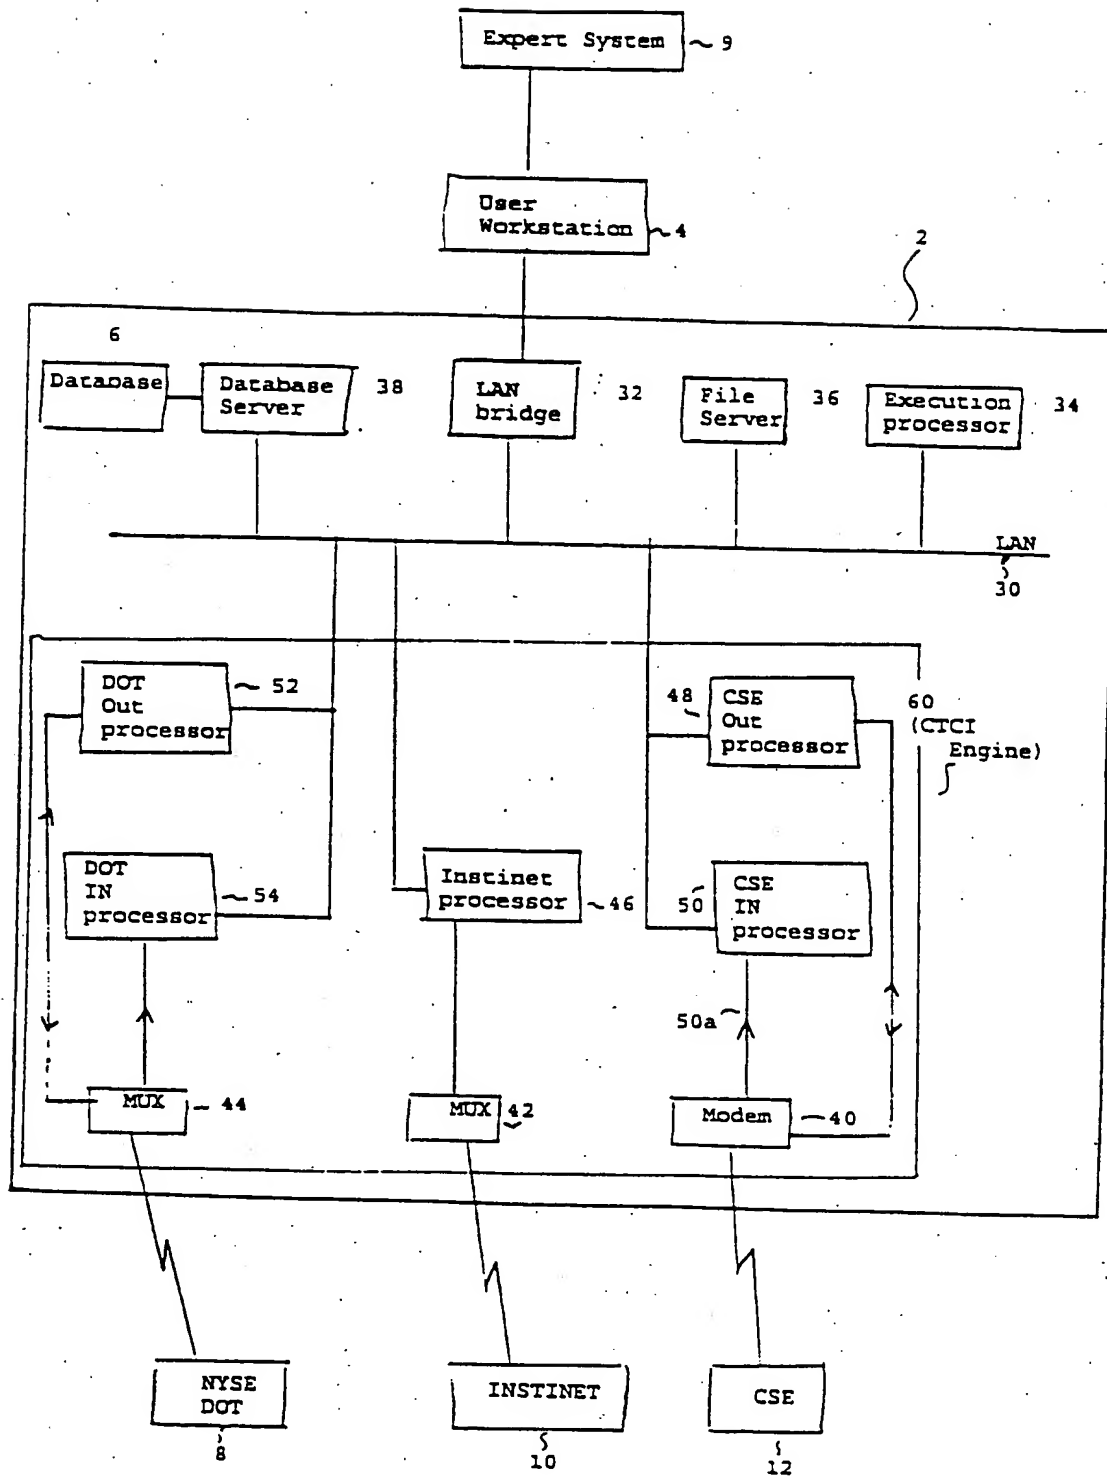 Expert System
9
User
Workstation
4
2
6
Database
Database
Server
38
LAN
bridge
32
File
Server
36
Execution
processor
34
LAN
30
DOT
Out
processor
52
48
CSE
Out
processor
60
(CTCI
Engine)
DOT
IN
processor
54
Instinet
processor
46
50
CSE
IN
processor
50a
MUX
44
MUX
42
Modem
40
NYSE
DOT
8
INSTINET
10
CSE
12